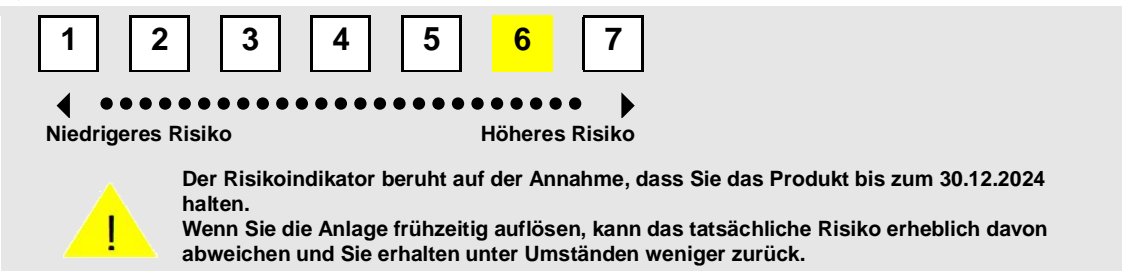 1 2 3 4 5 6 7
Niedrigeres Risiko Höheres Risiko
Der Risikoindikator beruht auf der Annahme, dass Sie das Produkt bis zum 30.12.2024
halten.
Wenn Sie die Anlage frühzeitig auflösen, kann das tatsächliche Risiko erheblich davon
abweichen und Sie erhalten unter Umständen weniger zurück.
!